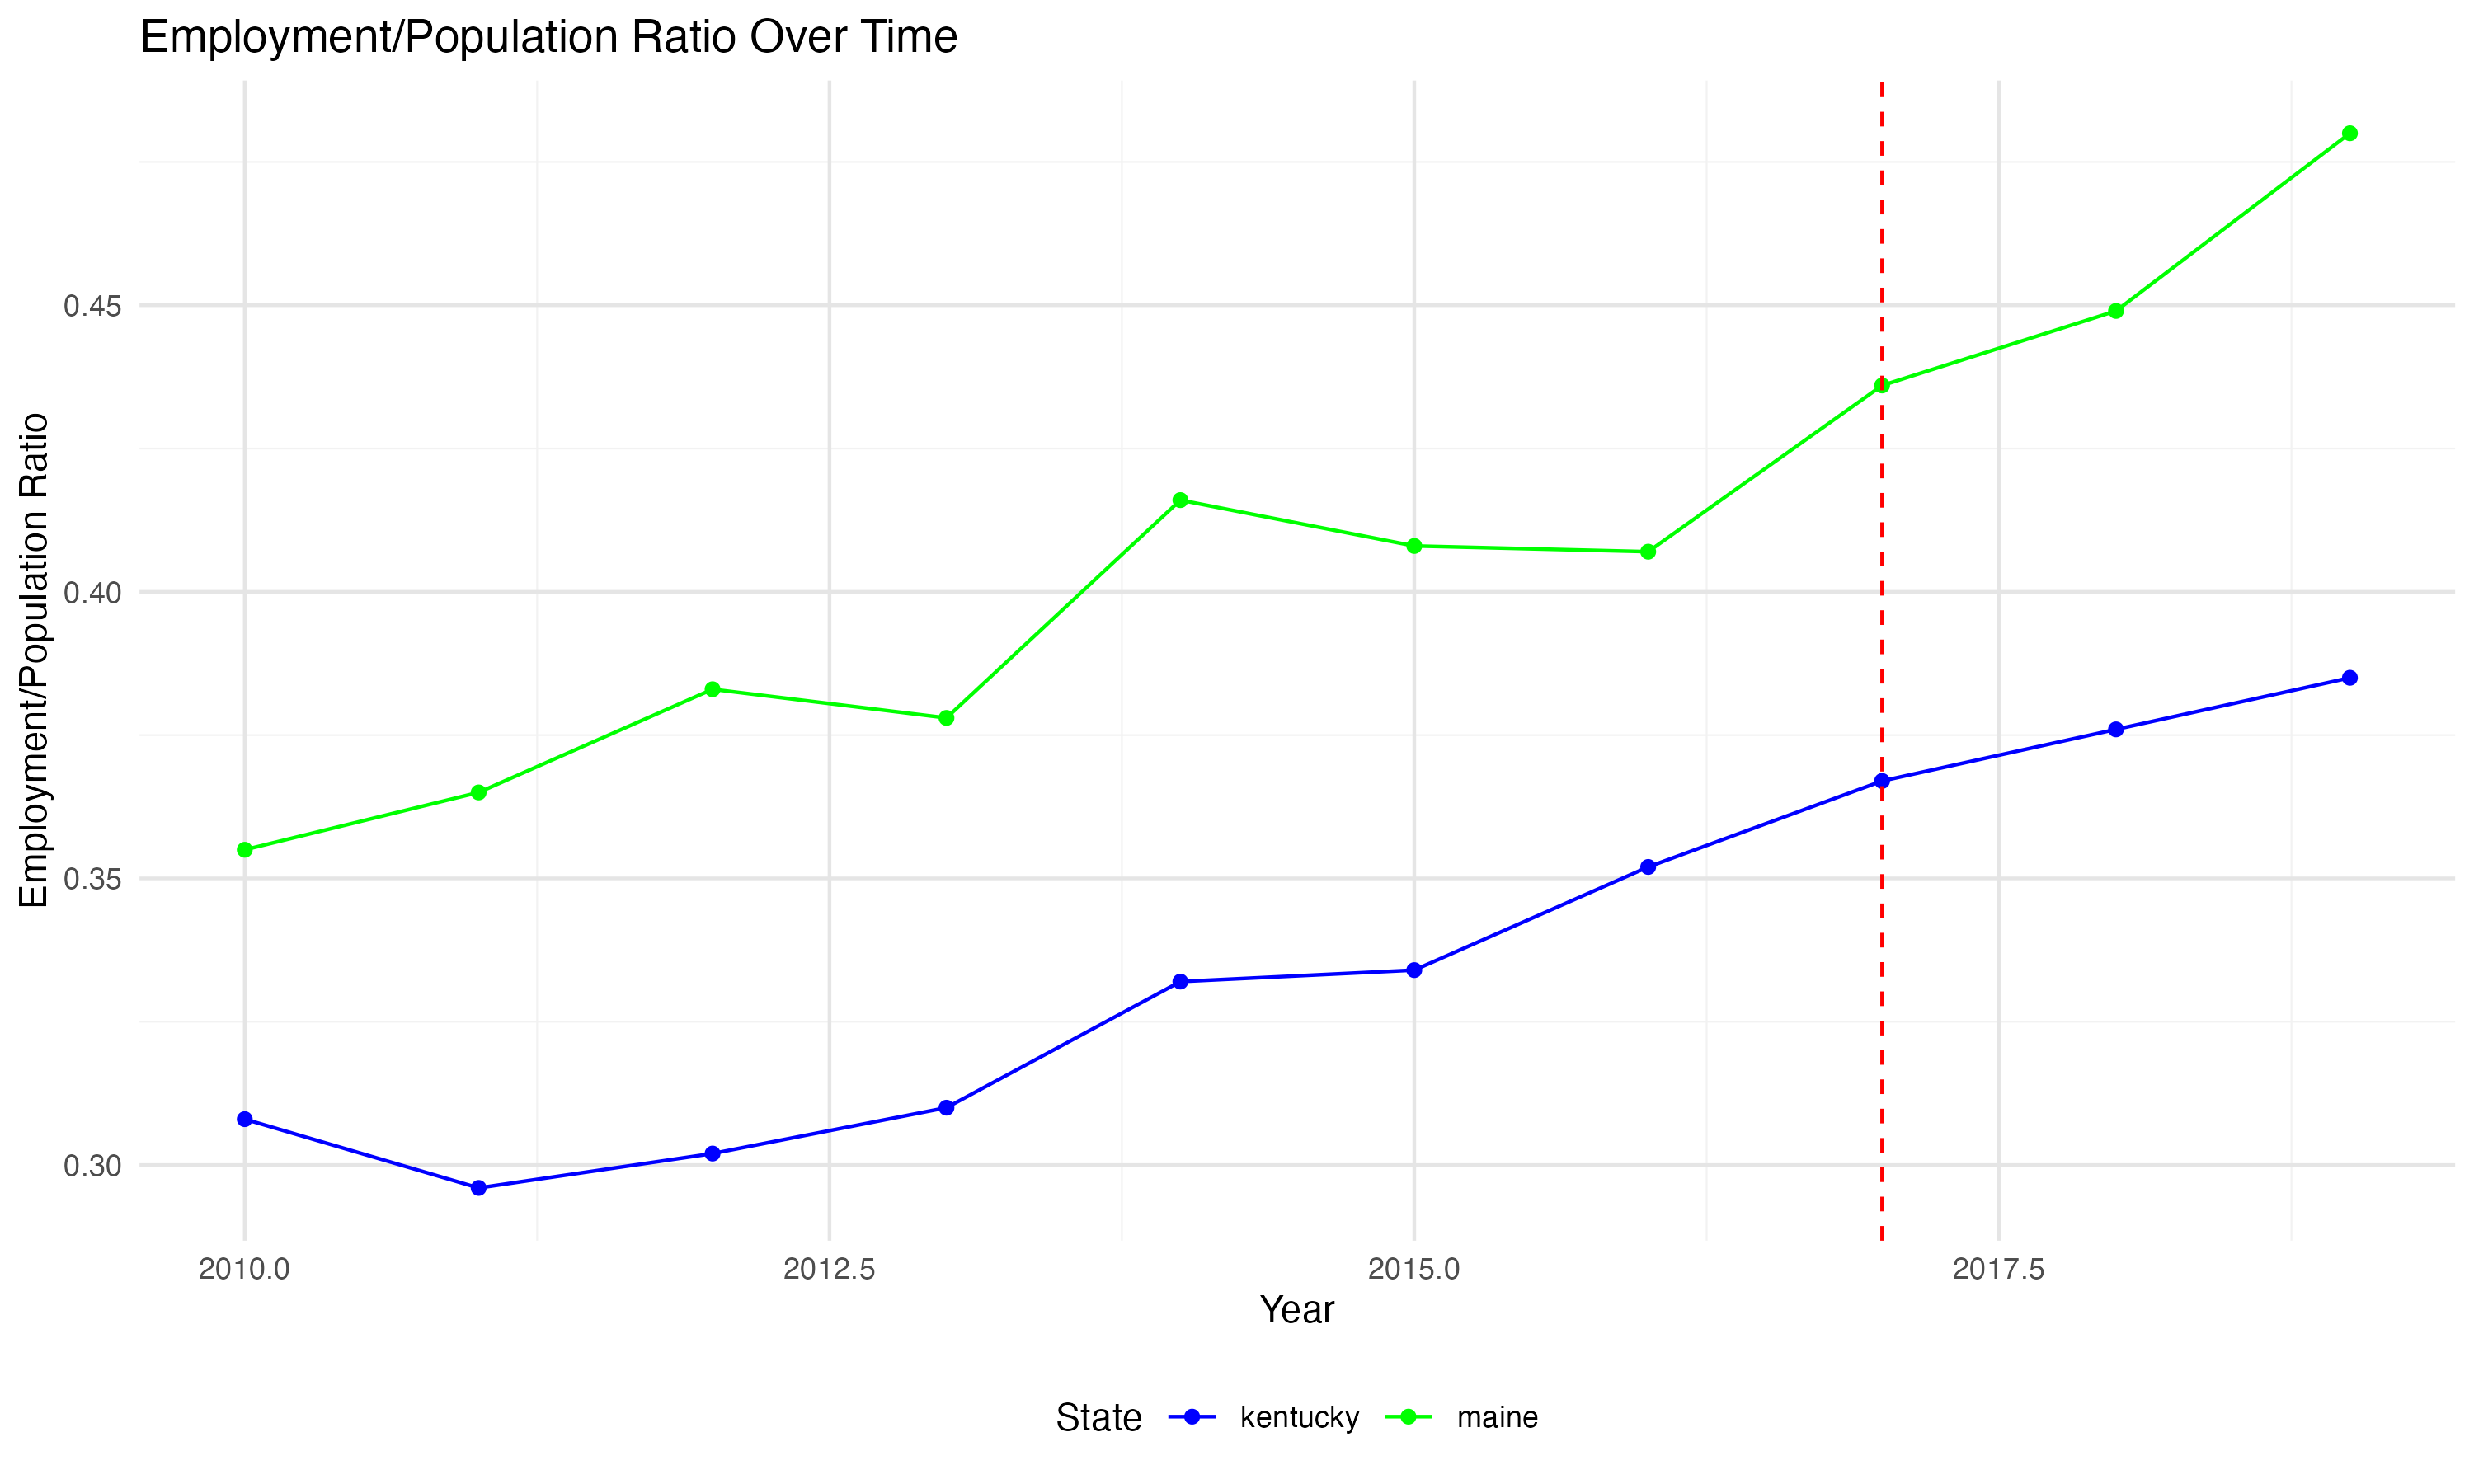 Employment/Population Ratio Over Time
Employment/Population Ratio
0.45
0.40
0.35
0.30
2010.0 2012.5 2015.0 2017.5
Year
State kentucky maine